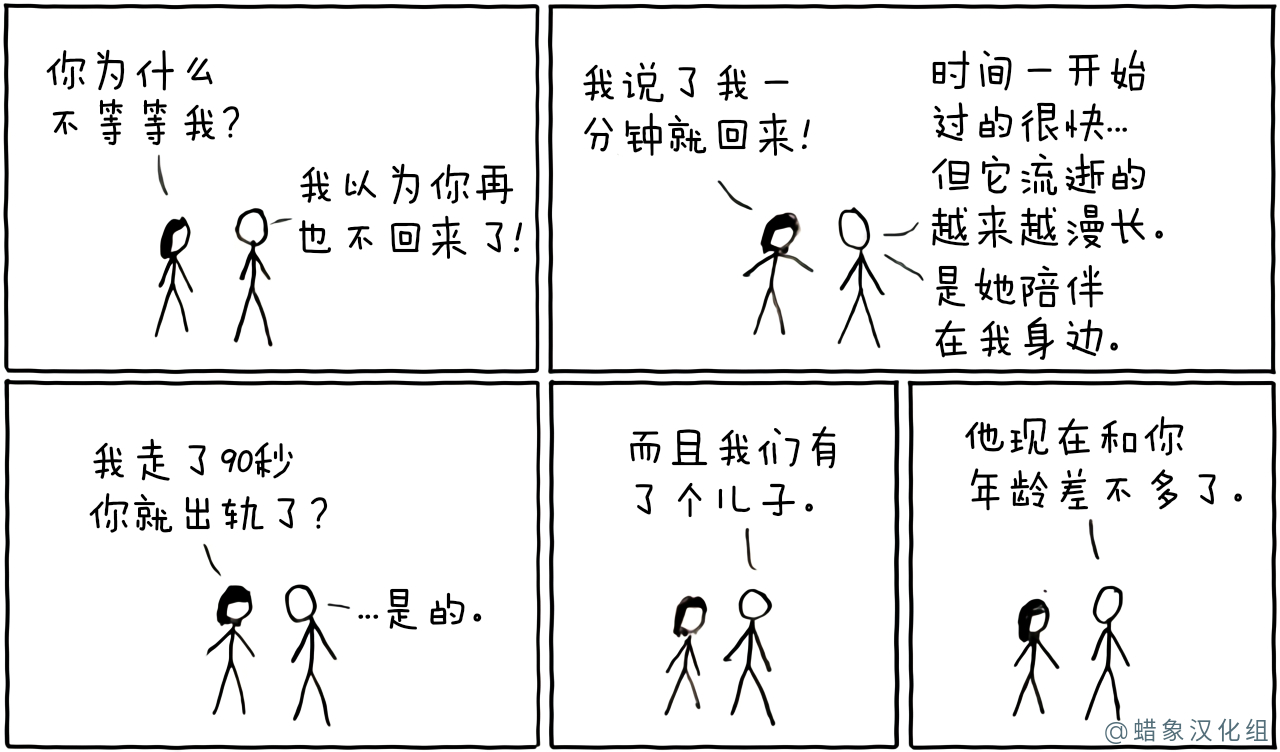 你为什么
不等等我？
我以为你再
也不回来了！
我说了我一
分钟就回来！
时间一开始
过的很快…
但它流逝的
越来越漫长。
是她陪伴
在我身边。
我走了90秒
你就出轨了？
…是的。
而且我们有
了个儿子。
他现在和你
年龄差不多了。
@蜡象汉化组